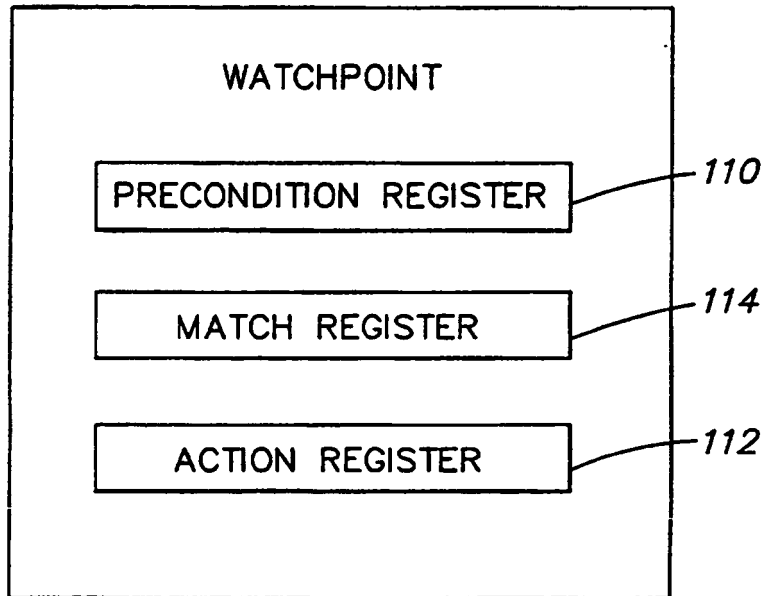 WATCHPOINT
PRECONDITION REGISTER 110
MATCH REGISTER 114
ACTION REGISTER 112